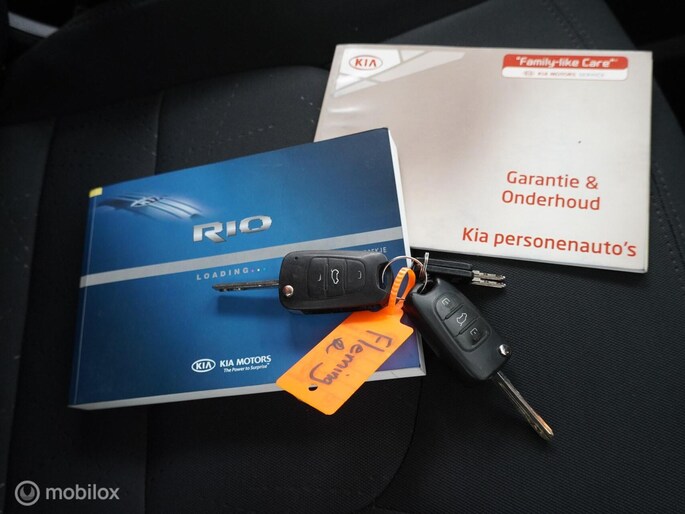 KIA
"Family-like Care"
KIA MOTORS
Garantie &
Onderhoud
Kia personenauto's
RIO
LOADING...
KIA MOTORS
The Power to Surprise™
Fleming
mobilox